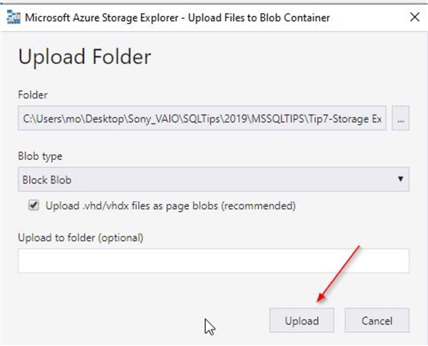 Microsoft Azure Storage Explorer - Upload Files to Blob Container
Upload Folder
Folder
C:\Users\mo\Desktop\Sony_VAIO\SQLTips\2019\MSSQLTIPS\Tip7-Storage Ex
...
Blob type
Block Blob
Upload .vhd/vhdx files as page blobs (recommended)
Upload to folder (optional)
Upload
Cancel